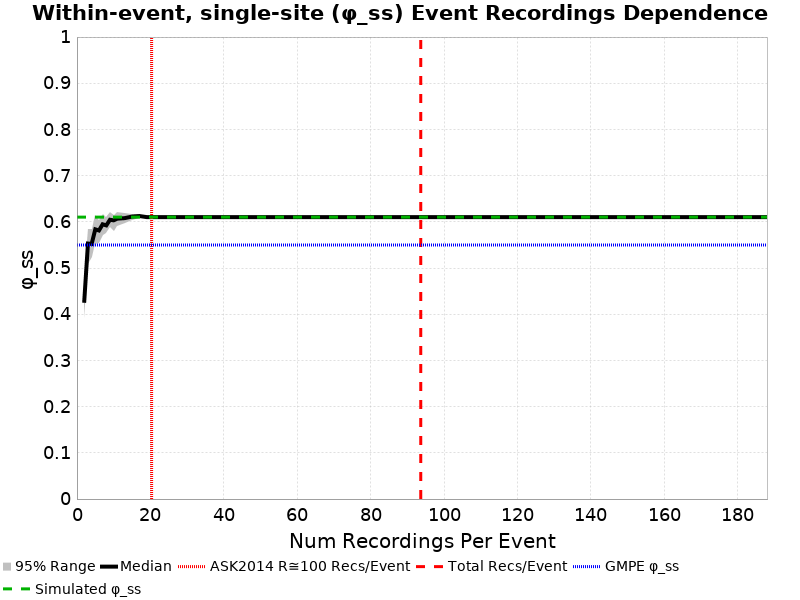 Within-event, single-site (φ_ss) Event Recordings Dependence
1
0.9
0.8
0.7
0.6
0.5
0.4
0.3
0.2
0.1
0
φ_ss
0 20 40 60 80 100 120 140 160 180
Num Recordings Per Event
95% Range Median ASK2014 R≅100 Recs/Event Total Recs/Event GMPE φ_ss
Simulated φ_ss